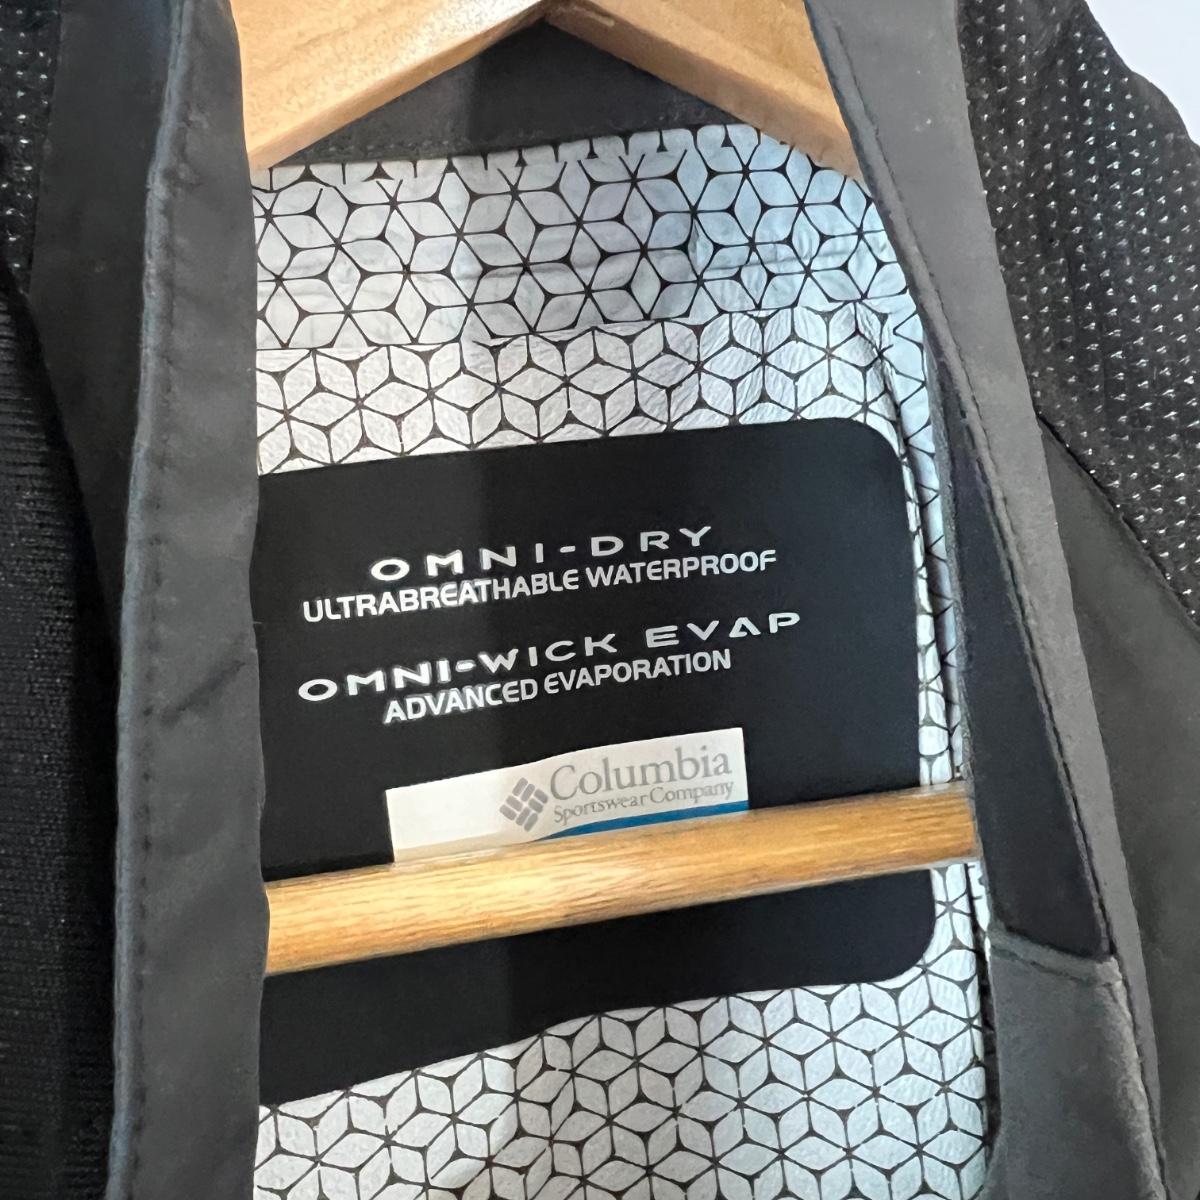 OMNI-DRY
ULTRABREATHABLE WATERPROOF
OMNI-WICK EVAP
ADVANCED EVAPORATION
Columbia
Sportswear Company